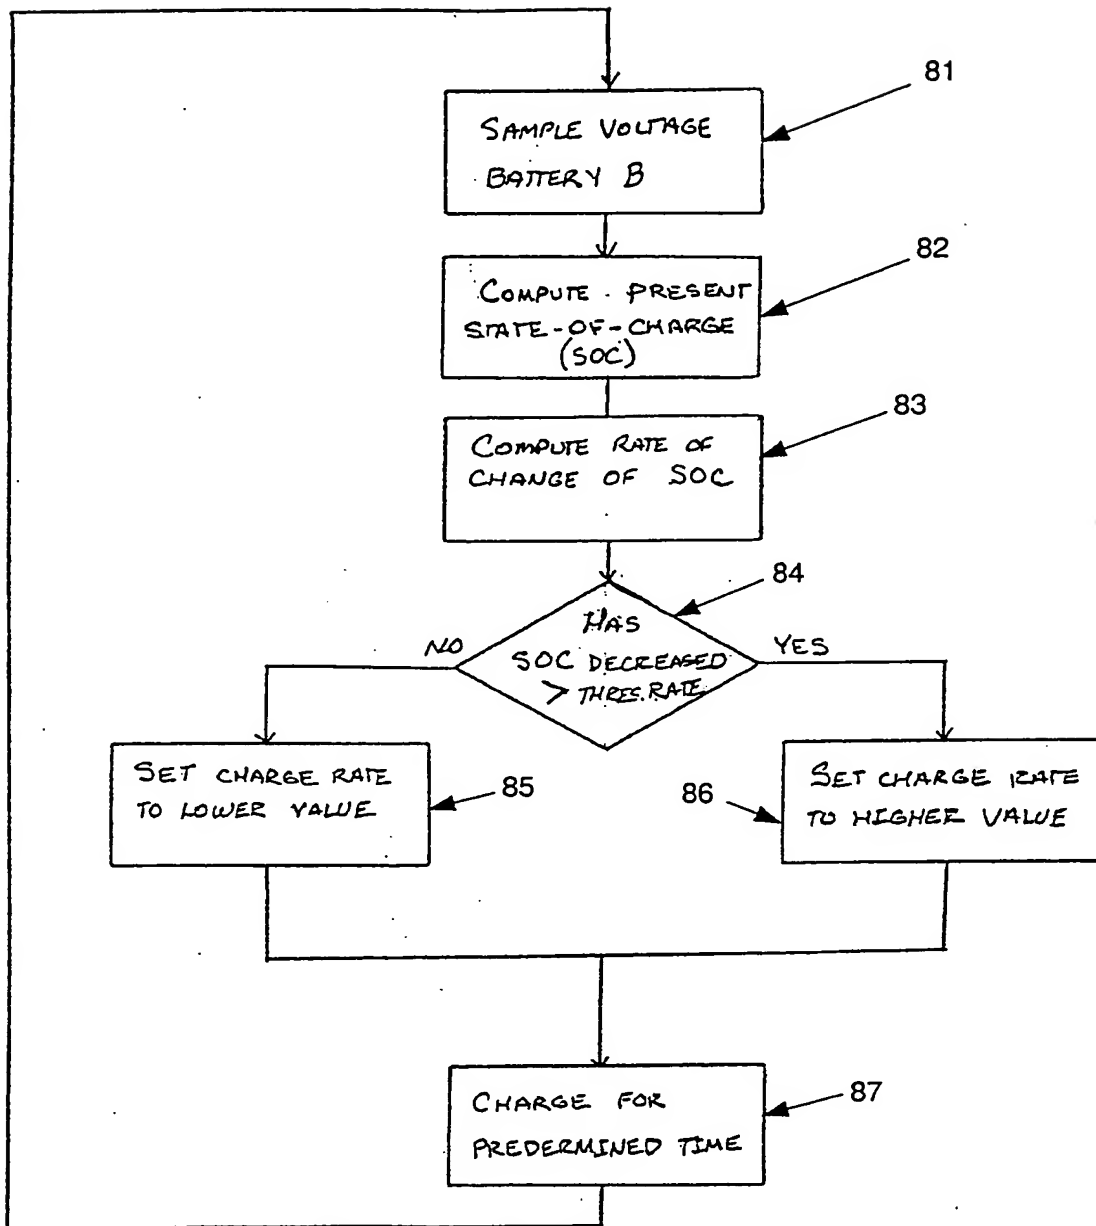 81
SAMPLE VOLTAGE
BATTERY B
82
COMPUTE PRESENT
STATE-OF-CHARGE
(SOC)
83
COMPUTE RATE OF
CHANGE OF SOC
84
HAS
SOC DECREASED
> THRES. RATE
NO
YES
SET CHARGE RATE
TO LOWER VALUE
85
86
SET CHARGE RATE
TO HIGHER VALUE
CHARGE FOR
PREDERMINED TIME
87